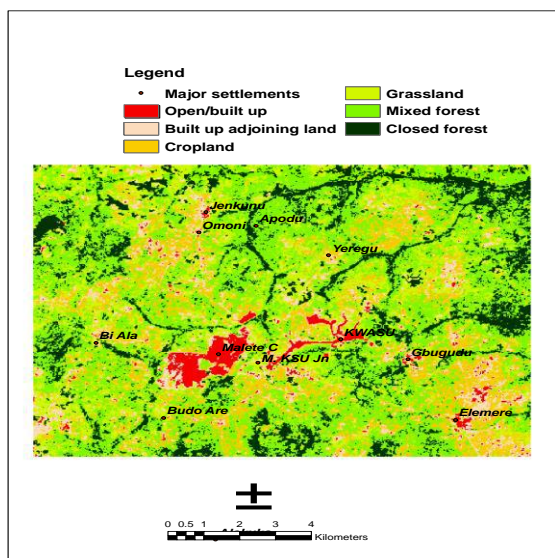 Legend
Major settlements
Open/built up
Built up adjoining land
Cropland
Grassland
Mixed forest
Closed forest
Jenkunu
Omoni
Apodu
Yeregu
Bi Ala
Malete C
M. KSU Jn
KWASU
Gbugudu
Budo Are
Elemere
0 0.5 1 2 3 4
Kilometers